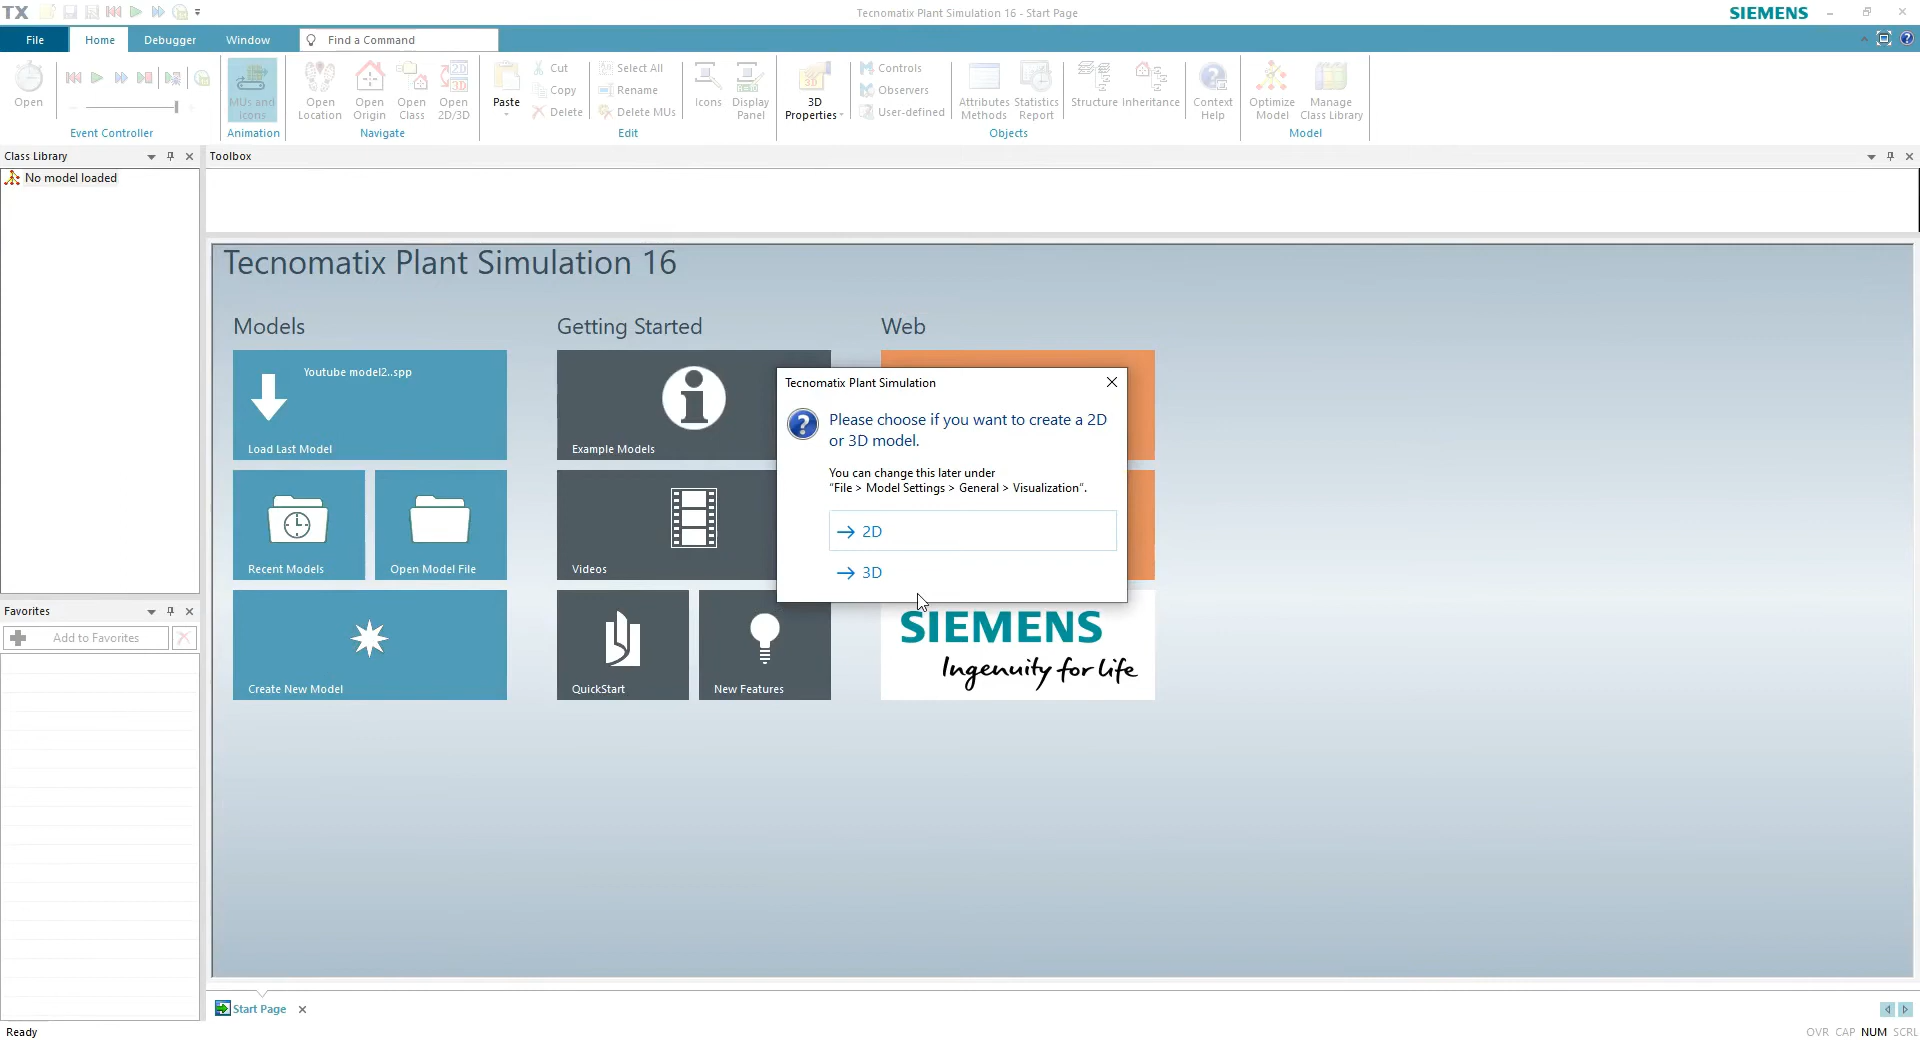 TX
Tecnomatix Plant Simulation 16 - Start Page
SIEMENS
File
Home
Debugger
Window
Find a Command
Open
Event Controller
MUs and
Icons
Animation
Open
Location
Open
Origin
Open
Class
Open
2D/3D
Navigate
Paste
Cut
Copy
Delete
Select All
Rename
Delete MUs
Edit
Icons
Display
Panel
3D
Properties
Controls
Observers
User-defined
Attributes
Methods
Statistics
Report
Objects
Structure
Inheritance
Context
Help
Optimize
Model
Manage
Class Library
Model
Class Library
Toolbox
No model loaded
Favorites
Add to Favorites
Tecnomatix Plant Simulation 16
Models
Getting Started
Web
Youtube model2..spp
Load Last Model
Recent Models
Open Model File
Create New Model
Example Models
Videos
QuickStart
New Features
SIEMENS
Ingenuity for life
Tecnomatix Plant Simulation
Please choose if you want to create a 2D
or 3D model.
You can change this later under
"File > Model Settings > General > Visualization".
2D
3D
Start Page
Ready
OVR CAP NUM SCRL